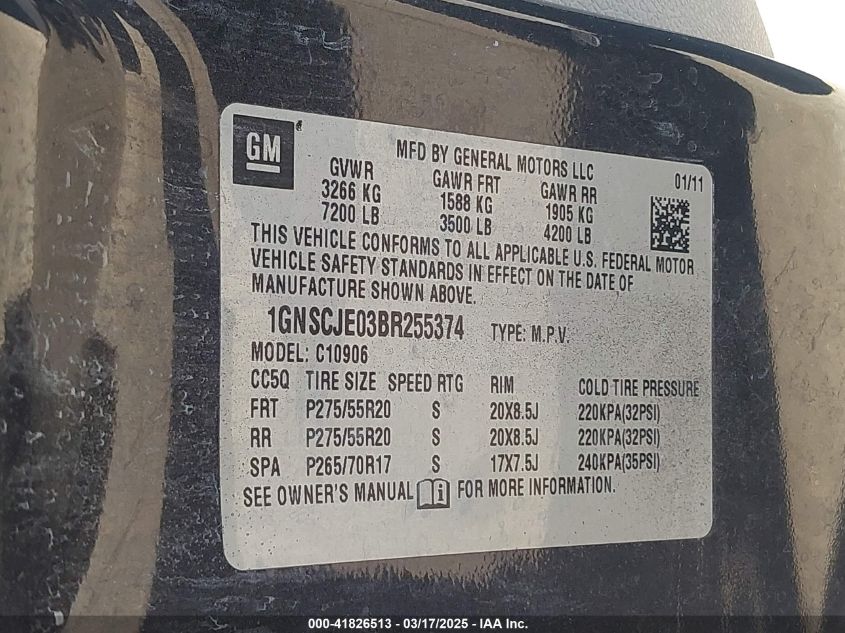 GM
MFD BY GENERAL MOTORS LLC
01/11
GVWR GAWR FRT GAWR RR
3266 KG 1588 KG 1905 KG
7200 LB 3500 LB 4200 LB
THIS VEHICLE CONFORMS TO ALL APPLICABLE U.S. FEDERAL MOTOR
VEHICLE SAFETY STANDARDS IN EFFECT ON THE DATE OF
MANUFACTURE SHOWN ABOVE.
1GNSCJE03BR255374 TYPE: M.P.V.
MODEL: C10906
CC5Q TIRE SIZE SPEED RTG RIM COLD TIRE PRESSURE
FRT P275/55R20 S 20X8.5J 220KPA(32PSI)
RR P275/55R20 S 20X8.5J 220KPA(32PSI)
SPA P265/70R17 S 17X7.5J 240KPA(35PSI)
SEE OWNER'S MANUAL FOR MORE INFORMATION.
000-41826513 - 03/17/2025 - IAA Inc.